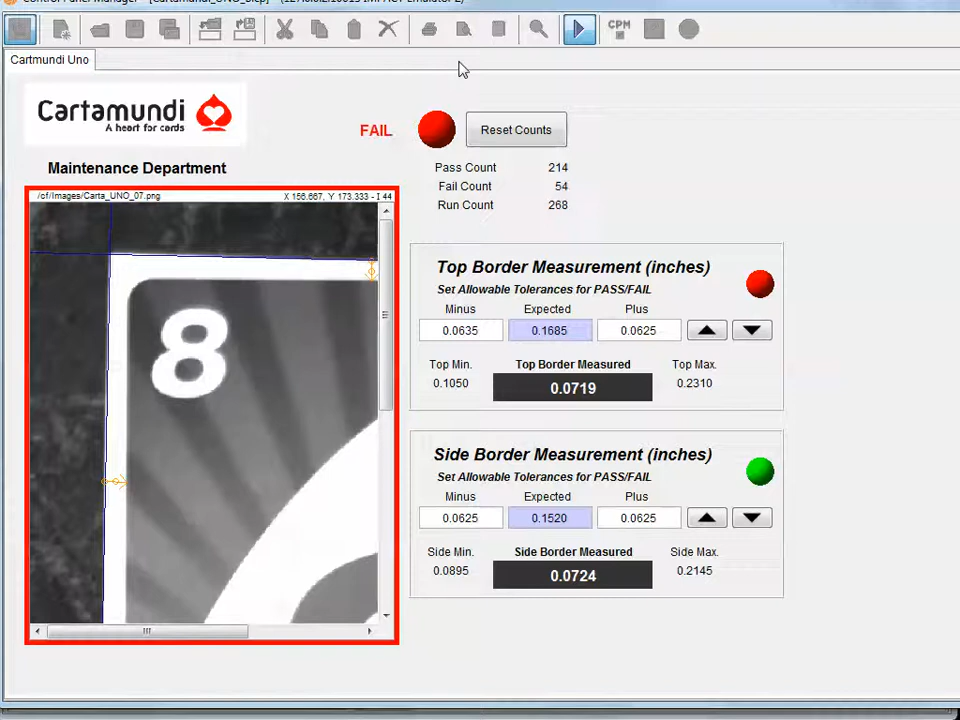 CPM
Cartmundi Uno
Cartamundi
A heart for cards
FAIL
Reset Counts
Maintenance Department
Pass Count 214
Fail Count 54
Run Count 268
/cf/Images/Carta_UNO_07.png X 156.667, Y 173.333 - I 44
8
Top Border Measurement (inches)
Set Allowable Tolerances for PASS/FAIL
Minus Expected Plus
0.0635 0.1685 0.0625
Top Min. Top Border Measured Top Max.
0.1050 0.0719 0.2310
Side Border Measurement (inches)
Set Allowable Tolerances for PASS/FAIL
Minus Expected Plus
0.0625 0.1520 0.0625
Side Min. Side Border Measured Side Max.
0.0895 0.0724 0.2145